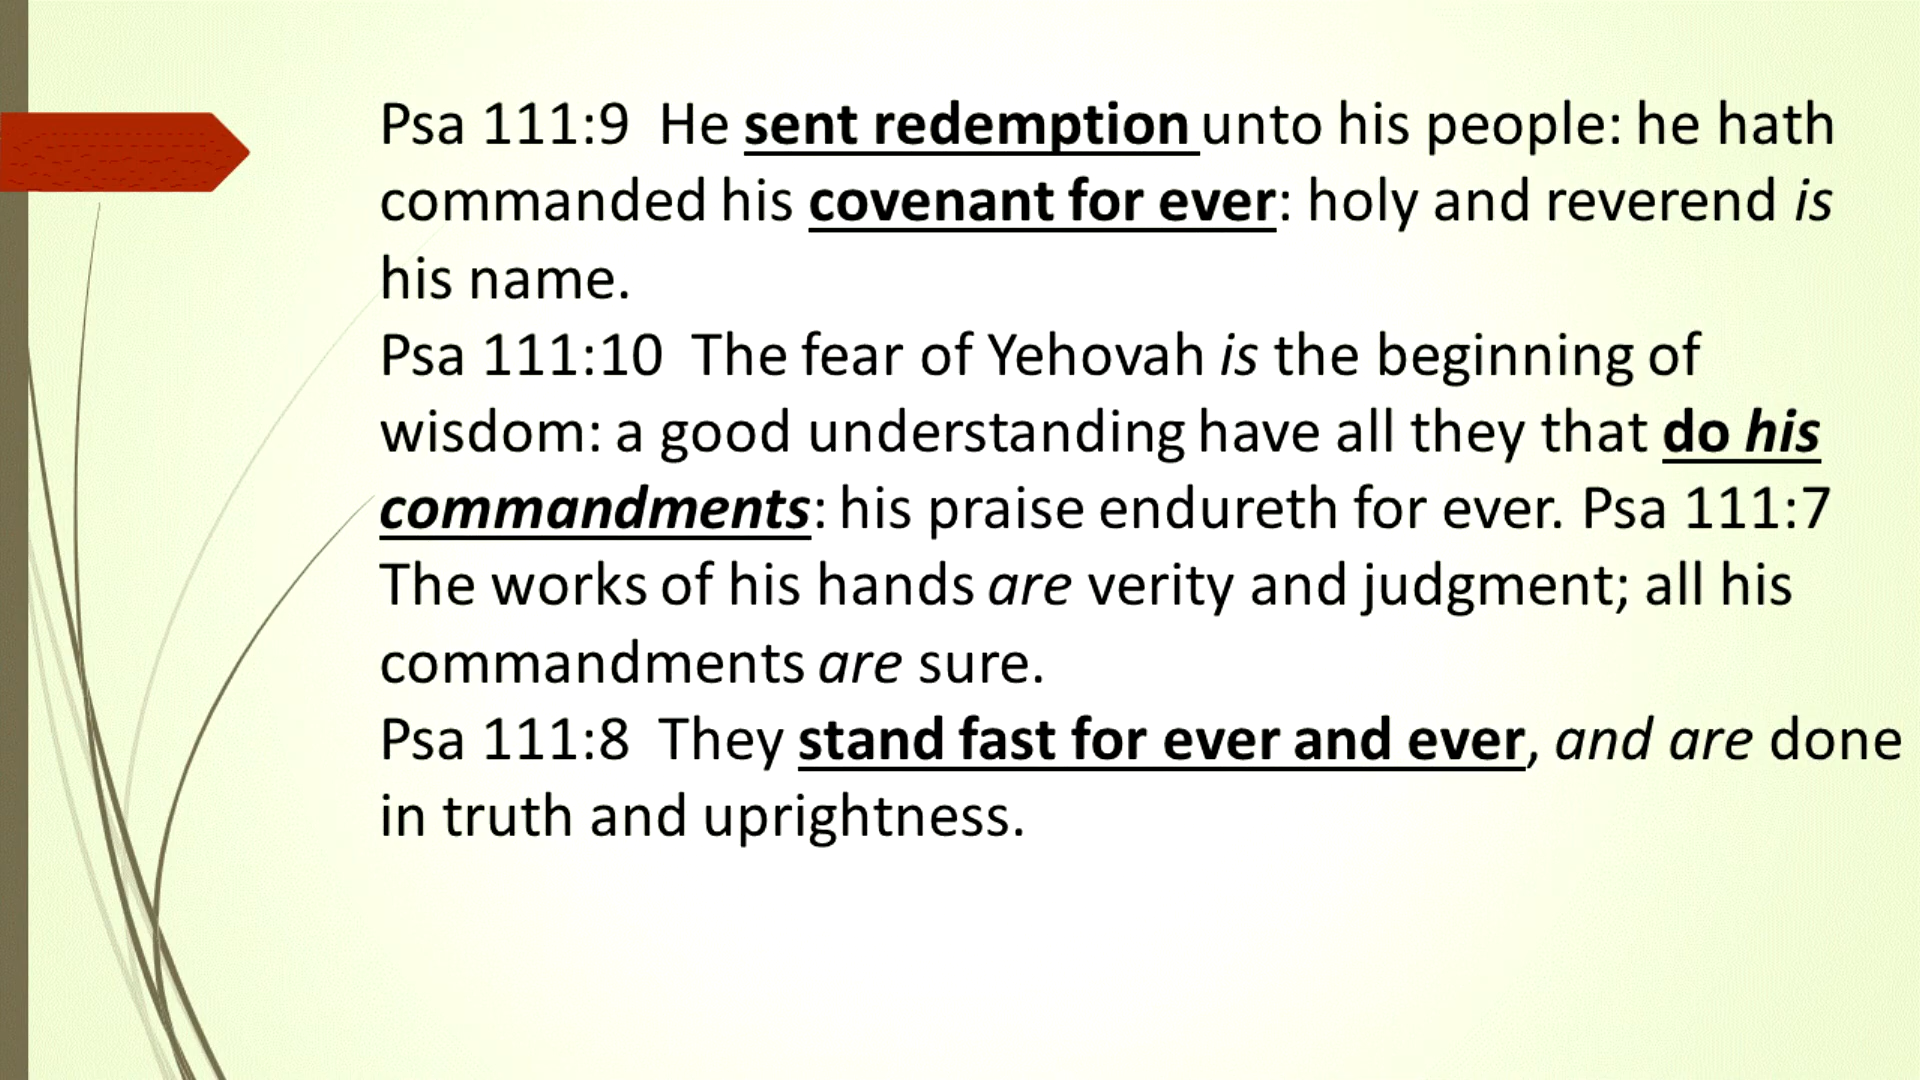 Psa 111:9  He sent redemption unto his people: he hath
commanded his covenant for ever: holy and reverend is
his name.
Psa 111:10  The fear of Yehovah is the beginning of
wisdom: a good understanding have all they that do his
commandments: his praise endureth for ever. Psa 111:7
The works of his hands are verity and judgment; all his
commandments are sure.
Psa 111:8  They stand fast for ever and ever, and are done
in truth and uprightness.